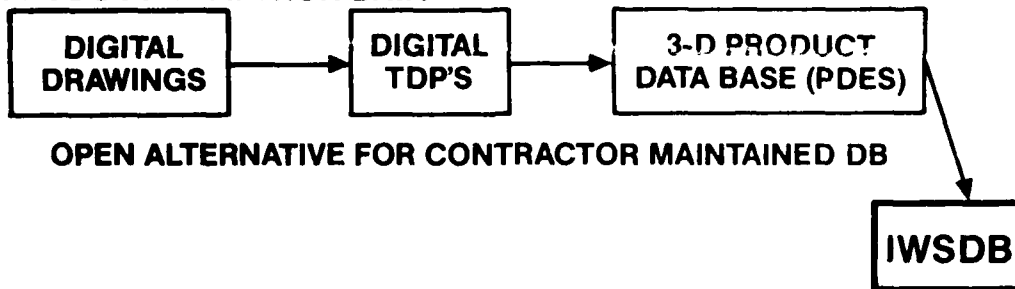 DIGITAL
DRAWINGS
DIGITAL
TDP'S
3-D PRODUCT
DATA BASE (PDES)
OPEN ALTERNATIVE FOR CONTRACTOR MAINTAINED DB
IWSDB